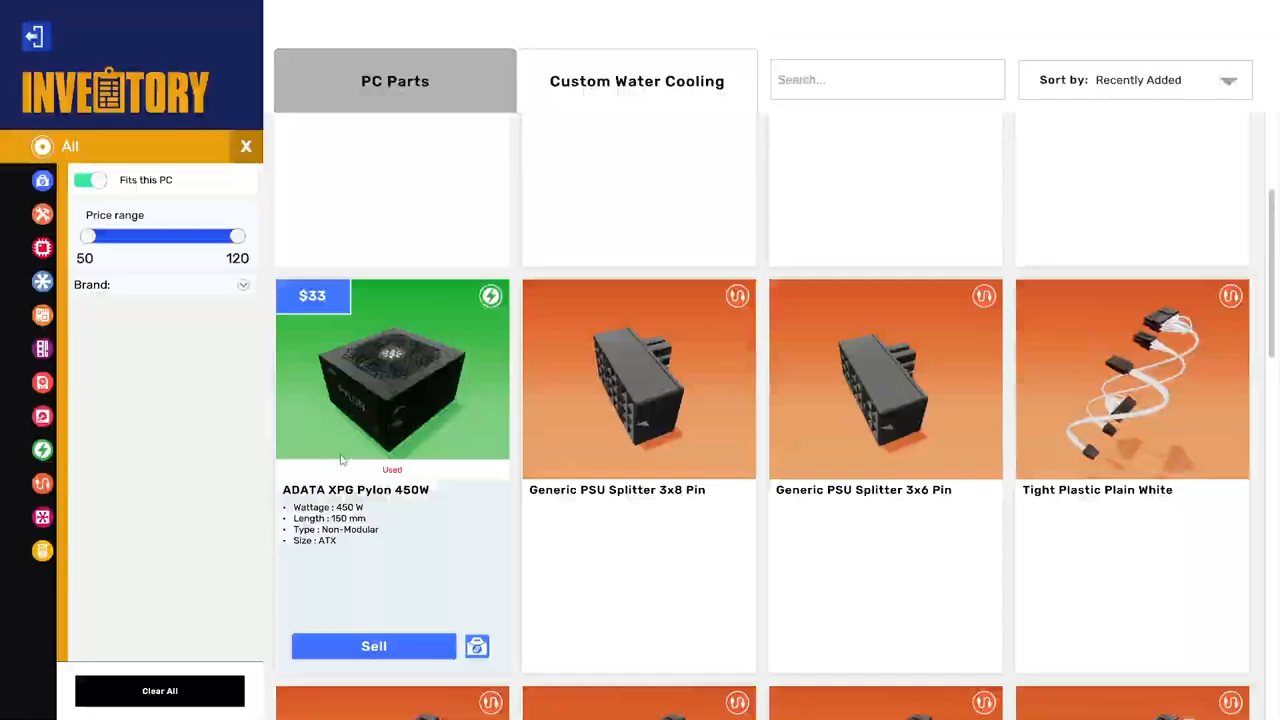 INVENTORY
All
X
Fits this PC
Price range
50
120
Brand:
Clear All
PC Parts
Custom Water Cooling
Search...
Sort by: Recently Added
$33
PYLON
Used
ADATA XPG Pylon 450W
• Wattage : 450 W
• Length : 150 mm
• Type : Non-Modular
• Size : ATX
Sell
Generic PSU Splitter 3x8 Pin
Generic PSU Splitter 3x6 Pin
Tight Plastic Plain White